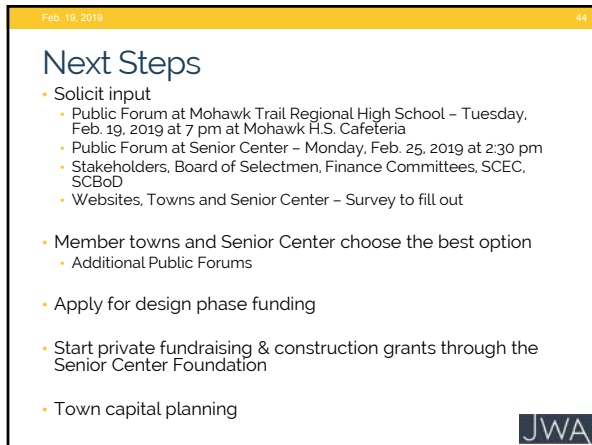 Feb. 19, 2019 44
Next Steps
• Solicit input
• Public Forum at Mohawk Trail Regional High School – Tuesday,
Feb. 19, 2019 at 7 pm at Mohawk H.S. Cafeteria
• Public Forum at Senior Center – Monday, Feb. 25, 2019 at 2:30 pm
• Stakeholders, Board of Selectmen, Finance Committees, SCEC,
SCBoD
• Websites, Towns and Senior Center – Survey to fill out
• Member towns and Senior Center choose the best option
• Additional Public Forums
• Apply for design phase funding
• Start private fundraising & construction grants through the
Senior Center Foundation
• Town capital planning
JWA